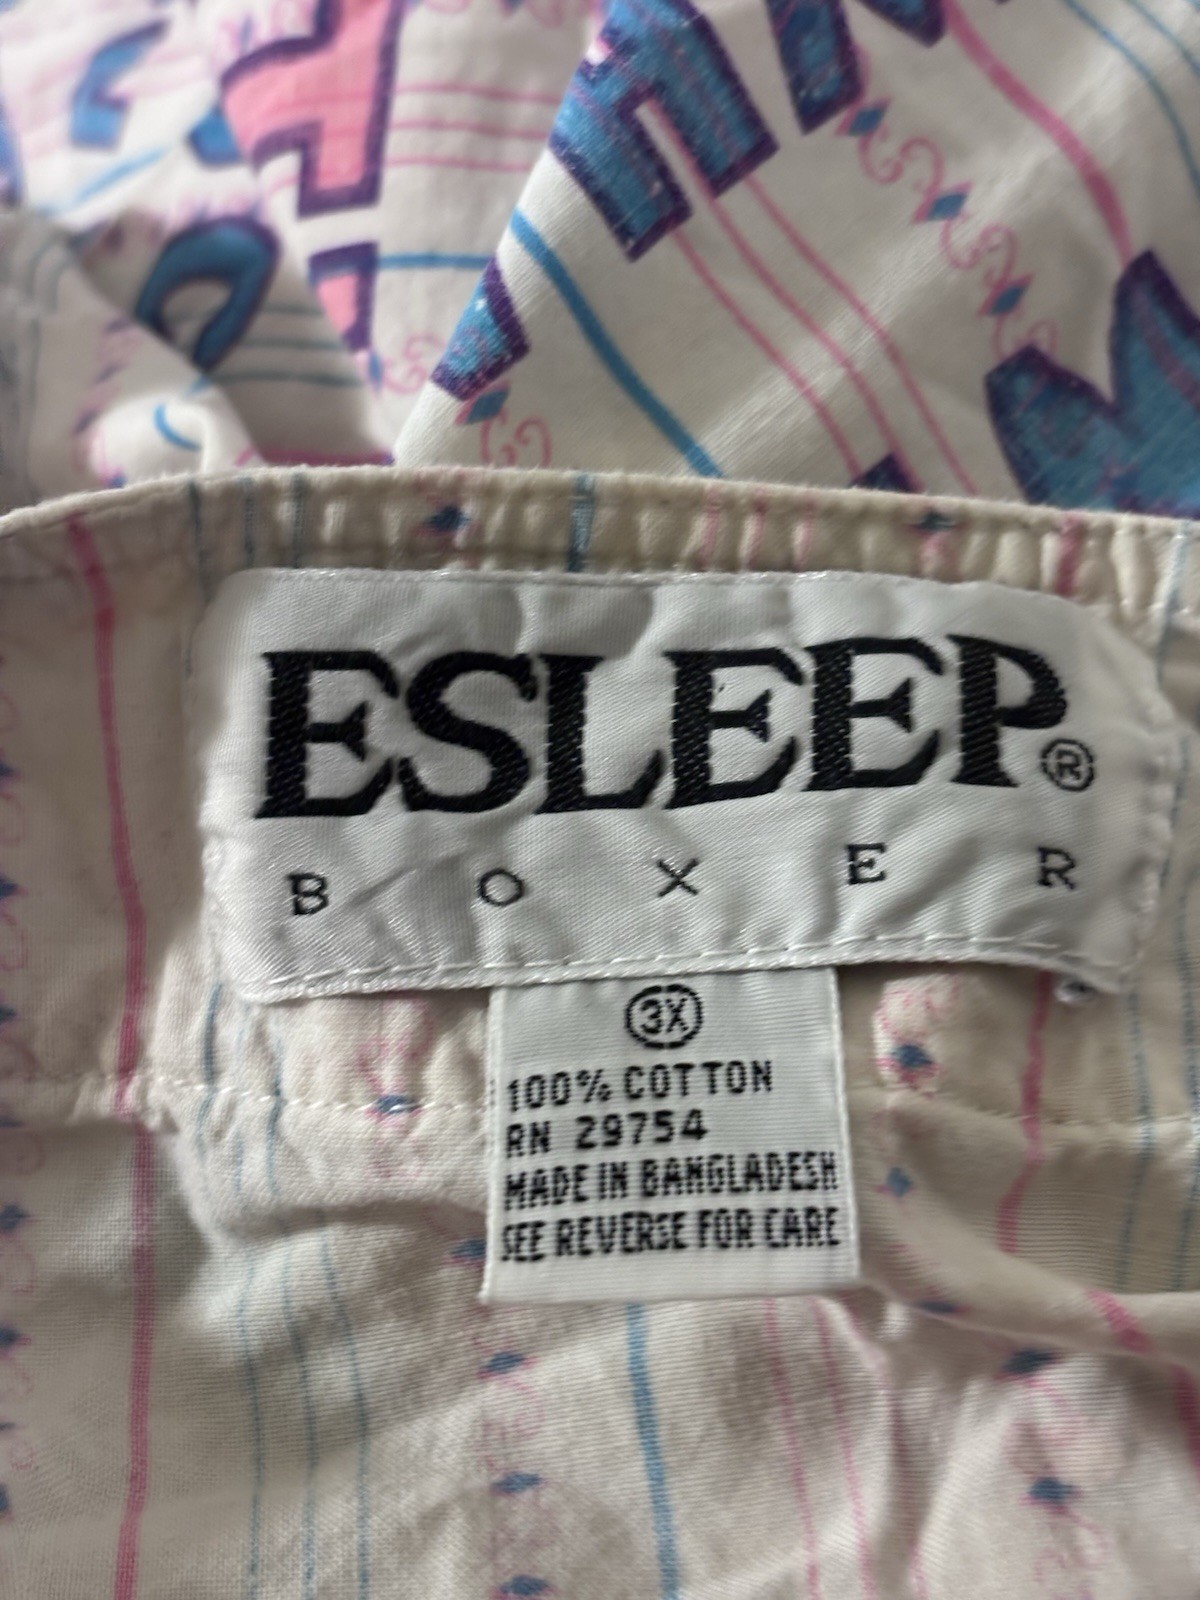 ESLEEP®
BOXER
3X
100% COTTON
RN 29754
MADE IN BANGLADESH
SEE REVERSE FOR CARE